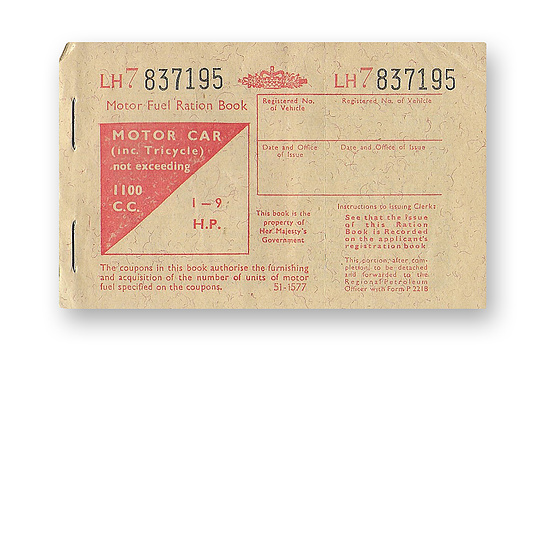 LH7 837195
LH7 837195
Motor Fuel Ration Book
MOTOR CAR
(inc. Tricycle)
not exceeding
1100
C.C.
1 — 9
H.P.
Registered No.
of Vehicle
Registered No. of Vehicle
Date and Office
of Issue
Date and Office of Issue
This book is the
property of
Her Majesty's
Government
Instructions to Issuing Clerk:
See that the Issue
of this Ration
Book is Recorded
on the applicant's
registration book
This portion, after com-
pletion, to be detached
and forwarded to the
Regional Petroleum
Officer with Form P 2218
The coupons in this book authorise the furnishing
and acquisition of the number of units of motor
fuel specified on the coupons.
51-1577